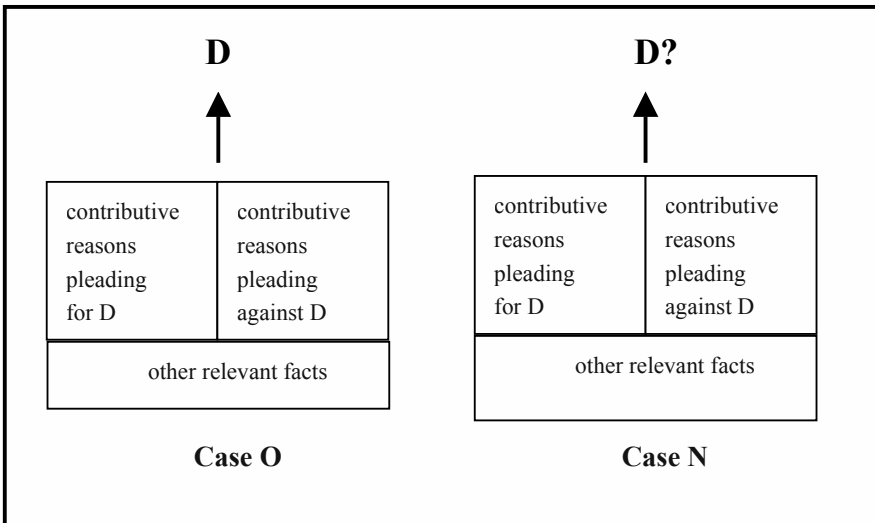 D
D?
contributive
reasons
pleading
for D
contributive
reasons
pleading
against D
other relevant facts
contributive
reasons
pleading
for D
contributive
reasons
pleading
against D
other relevant facts
Case O
Case N